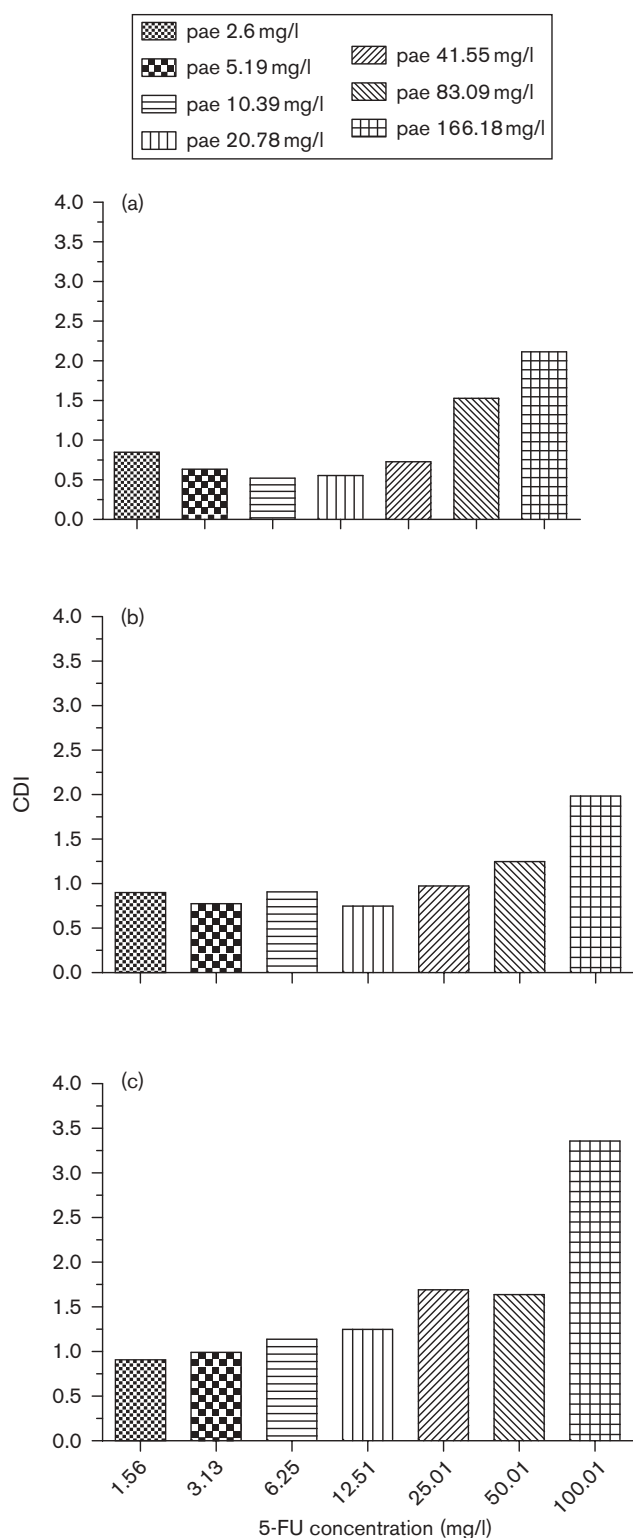 pae 2.6 mg/l
pae 5.19 mg/l
pae 10.39 mg/l
pae 20.78 mg/l
pae 41.55 mg/l
pae 83.09 mg/l
pae 166.18 mg/l
(a)
4.0
3.5
3.0
2.5
2.0
1.5
1.0
0.5
0.0
(b)
4.0
3.5
3.0
2.5
2.0
1.5
1.0
0.5
0.0
CDI
(c)
4.0
3.5
3.0
2.5
2.0
1.5
1.0
0.5
0.0
1.56 3.13 6.25 12.51 25.01 50.01 100.01
5-FU concentration (mg/l)